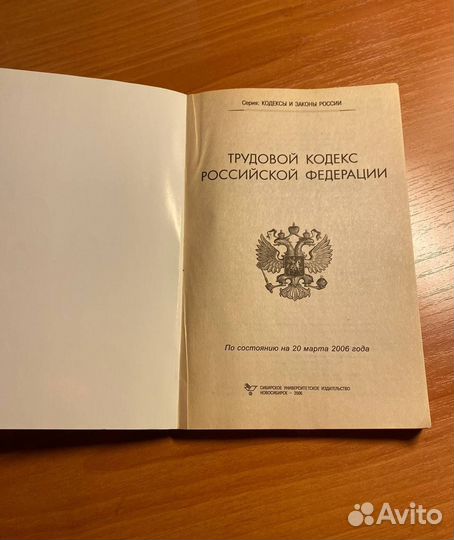 Серия: КОДЕКСЫ И ЗАКОНЫ РОССИИ
ТРУДОВОЙ КОДЕКС
РОССИЙСКОЙ ФЕДЕРАЦИИ
По состоянию на 20 марта 2006 года
СИБИРСКОЕ УНИВЕРСИТЕТСКОЕ ИЗДАТЕЛЬСТВО
НОВОСИБИРСК – 2006
Avito